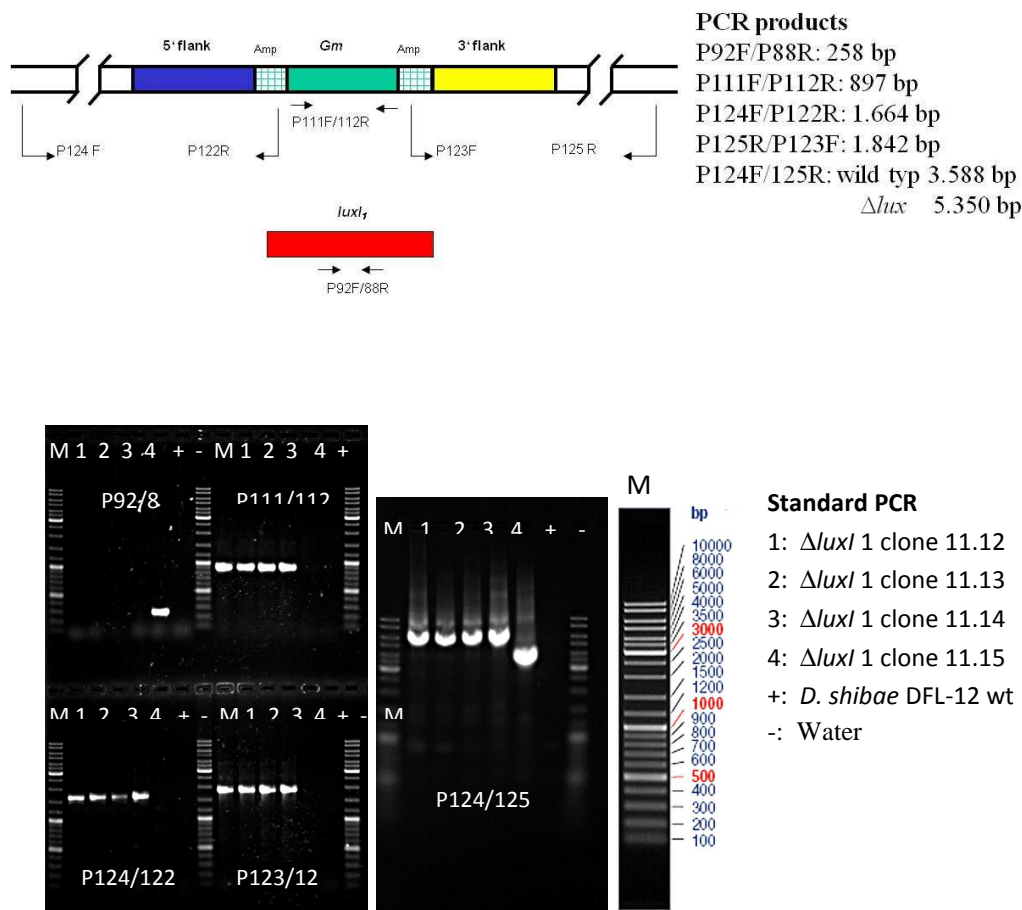 5'flank Amp Gm Amp 3'flank
P111F/112R
P124 F P122R P123F P125 R
luxI1
P92F/88R
PCR products
P92F/P88R: 258 bp
P111F/P112R: 897 bp
P124F/P122R: 1.664 bp
P125R/P123F: 1.842 bp
P124F/125R: wild typ 3.588 bp
Δlux 5.350 bp
M 1 2 3 4 + - M 1 2 3 4 +
P92/8 P111/112
M 1 2 3 4 + - M 1 2 3 4 + -
P124/122 P123/12
M 1 2 3 4 + -
M
P124/125
M
bp
10000
8000
6000
5000
4000
3500
3000
2500
2000
1500
1200
1000
900
800
700
600
500
400
300
200
100
Standard PCR
1: ΔluxI 1 clone 11.12
2: ΔluxI 1 clone 11.13
3: ΔluxI 1 clone 11.14
4: ΔluxI 1 clone 11.15
+: D. shibae DFL-12 wt
-: Water